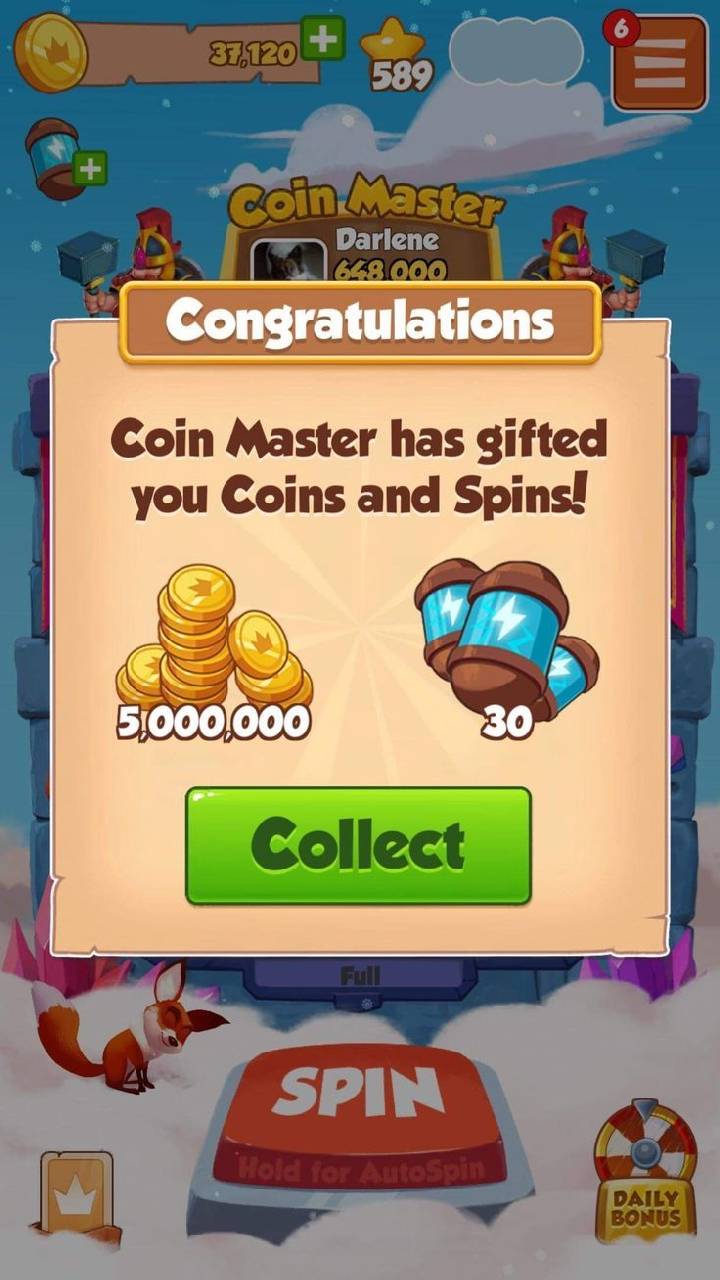 37,120
589
6
Coin Master
Darlene
648,000
Congratulations
Coin Master has gifted
you Coins and Spins!
5,000,000
30
Collect
Full
SPIN
Hold for AutoSpin
DAILY
BONUS